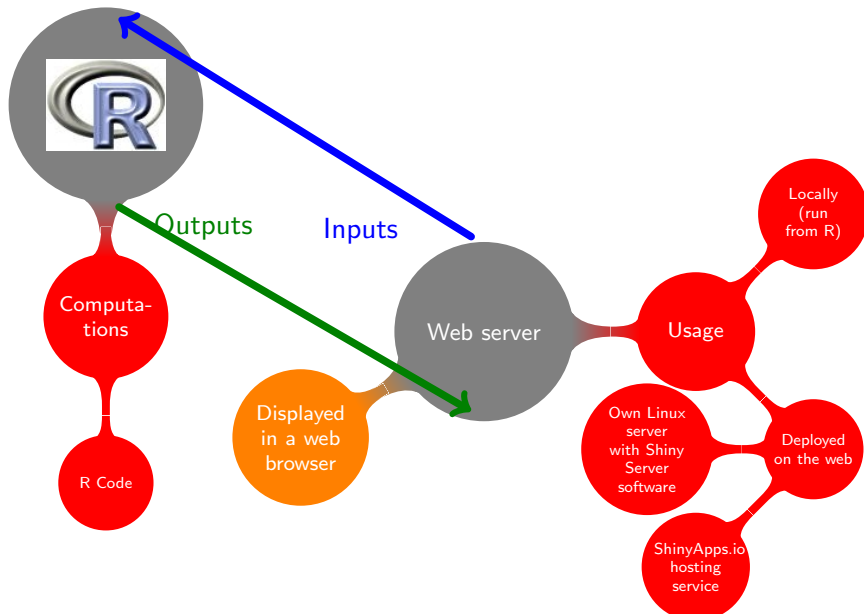 R
Outputs
Inputs
Computa-
tions
R Code
Web server
Displayed
in a web
browser
Usage
Locally
(run
from R)
Deployed
on the web
Own Linux
server
with Shiny
Server
software
ShinyApps.io
hosting
service